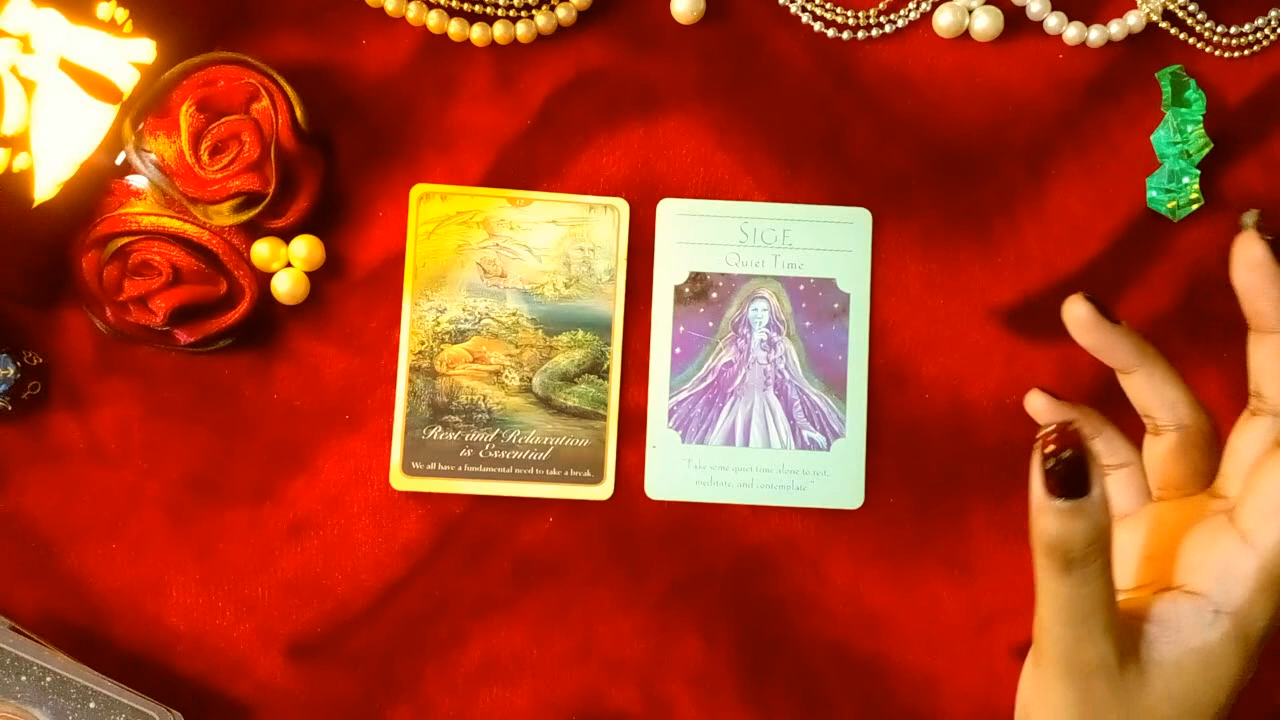 12
Rest and Relaxation
is Essential
We all have a fundamental need to take a break.
SIGE
Quiet Time
"Take some quiet time alone to rest,
meditate, and contemplate."